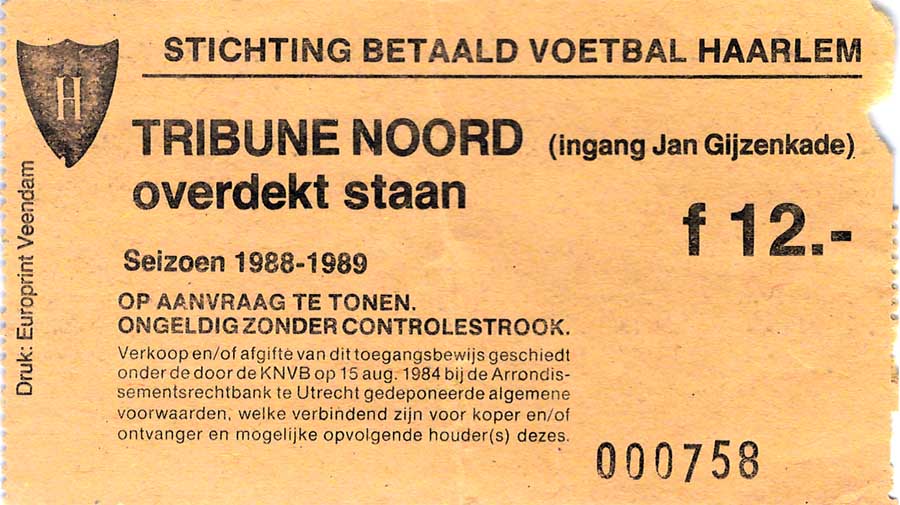 STICHTING BETAALD VOETBAL HAARLEM
H
TRIBUNE NOORD (ingang Jan Gijzenkade)
overdekt staan
f 12.-
Seizoen 1988-1989
OP AANVRAAG TE TONEN.
ONGELDIG ZONDER CONTROLESTROOK.
Verkoop en/of afgifte van dit toegangsbewijs geschiedt
onder de door de KNVB op 15 aug. 1984 bij de Arrondis-
sementsrechtbank te Utrecht gedeponeerde algemene
voorwaarden, welke verbindend zijn voor koper en/of
ontvanger en mogelijke opvolgende houder(s) dezes.
000758
Druk: Europrint Veendam